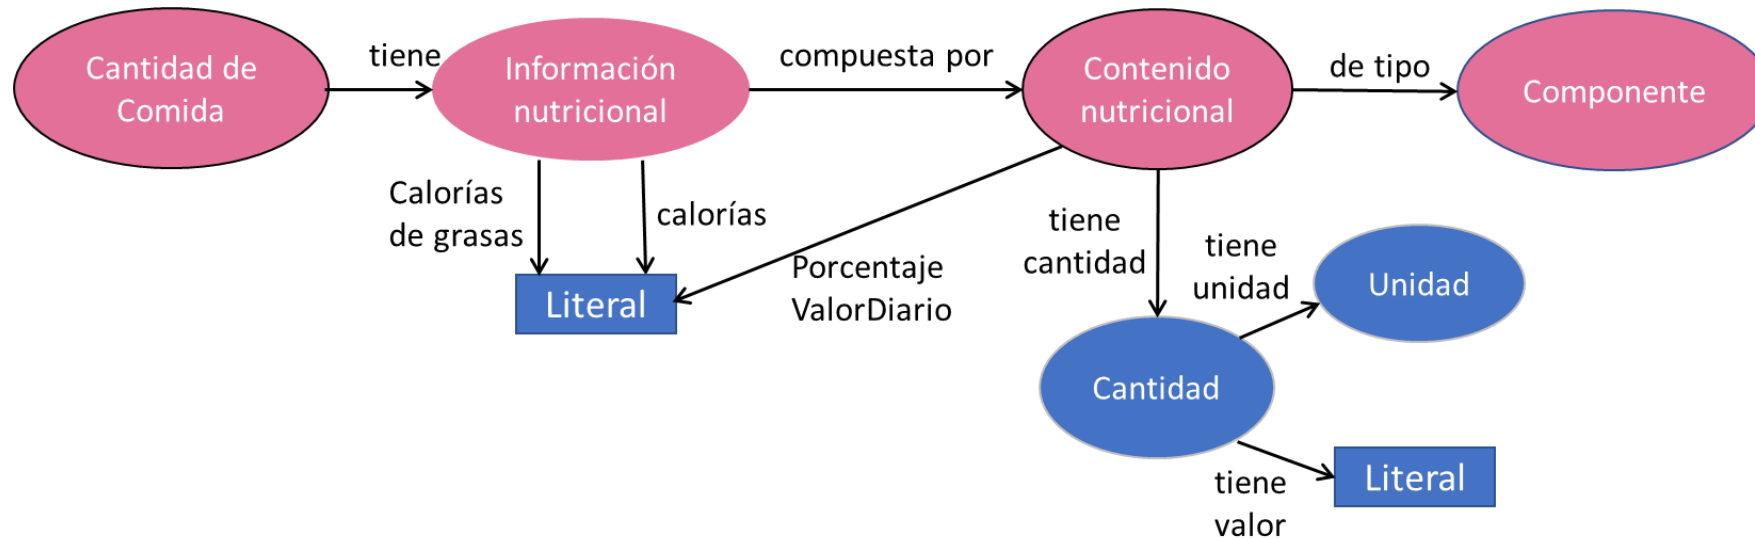 Cantidad de
Comida
tiene
Información
nutricional
compuesta por
Contenido
nutricional
de tipo
Componente
Calorías
de grasas
calorías
Literal
Porcentaje
ValorDiario
tiene
cantidad
tiene
unidad
Unidad
Cantidad
tiene
valor
Literal